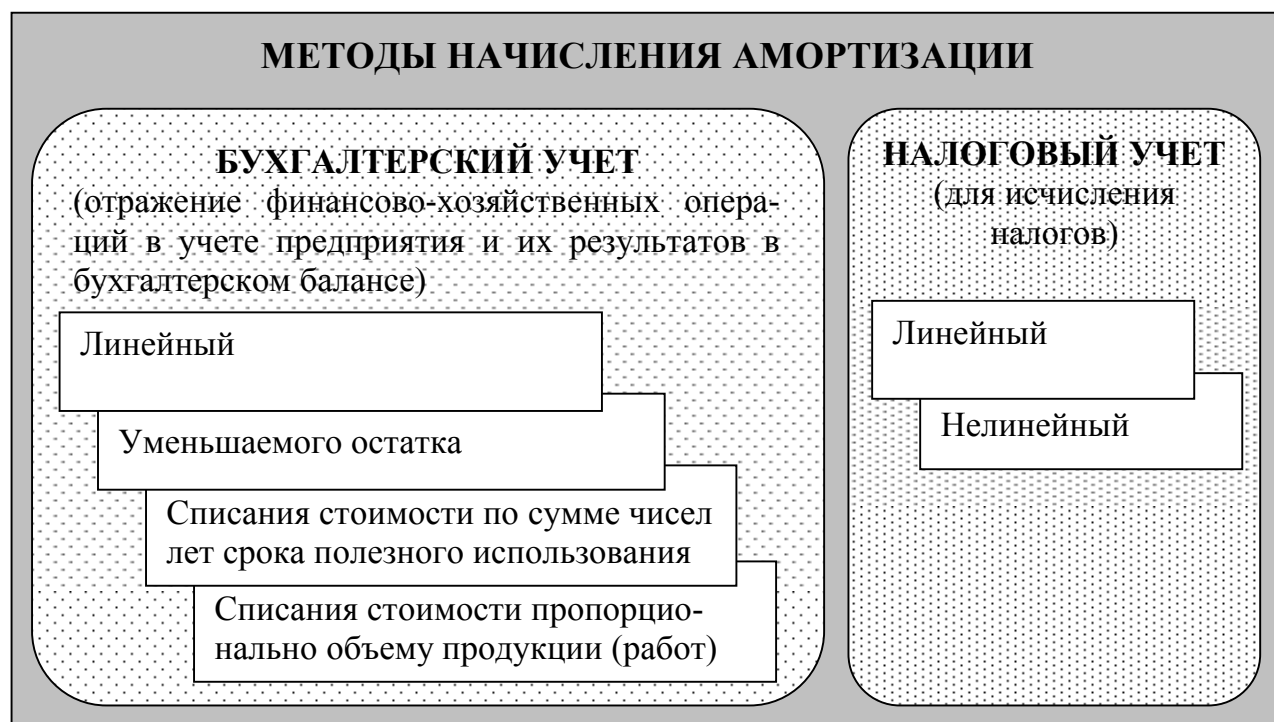 МЕТОДЫ НАЧИСЛЕНИЯ АМОРТИЗАЦИИ
БУХГАЛТЕРСКИЙ УЧЕТ
(отражение финансово-хозяйственных опера-
ций в учете предприятия и их результатов в
бухгалтерском балансе)
Линейный
Уменьшаемого остатка
Списания стоимости по сумме чисел
лет срока полезного использования
Списания стоимости пропорцио-
нально объему продукции (работ)
НАЛОГОВЫЙ УЧЕТ
(для исчисления
налогов)
Линейный
Нелинейный